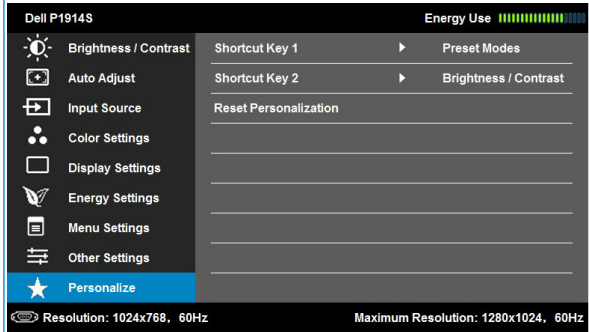 Dell P1914S Energy Use
Brightness / Contrast Shortcut Key 1 Preset Modes
Auto Adjust Shortcut Key 2 Brightness / Contrast
Input Source Reset Personalization
Color Settings
Display Settings
Energy Settings
Menu Settings
Other Settings
Personalize
Resolution: 1024x768, 60Hz Maximum Resolution: 1280x1024, 60Hz